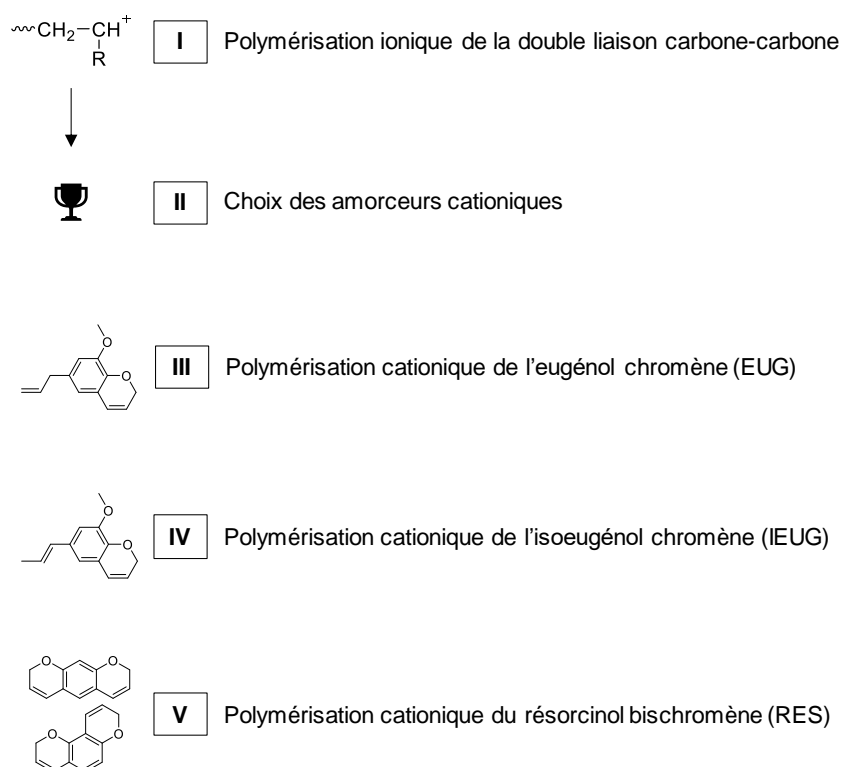 CH2–CH+ I Polymérisation ionique de la double liaison carbone-carbone
R
II Choix des amorceurs cationiques
O
O
III Polymérisation cationique de l'eugénol chromène (EUG)
O
O
IV Polymérisation cationique de l'isoeugénol chromène (IEUG)
O O
V Polymérisation cationique du résorcinol bischromène (RES)
O O